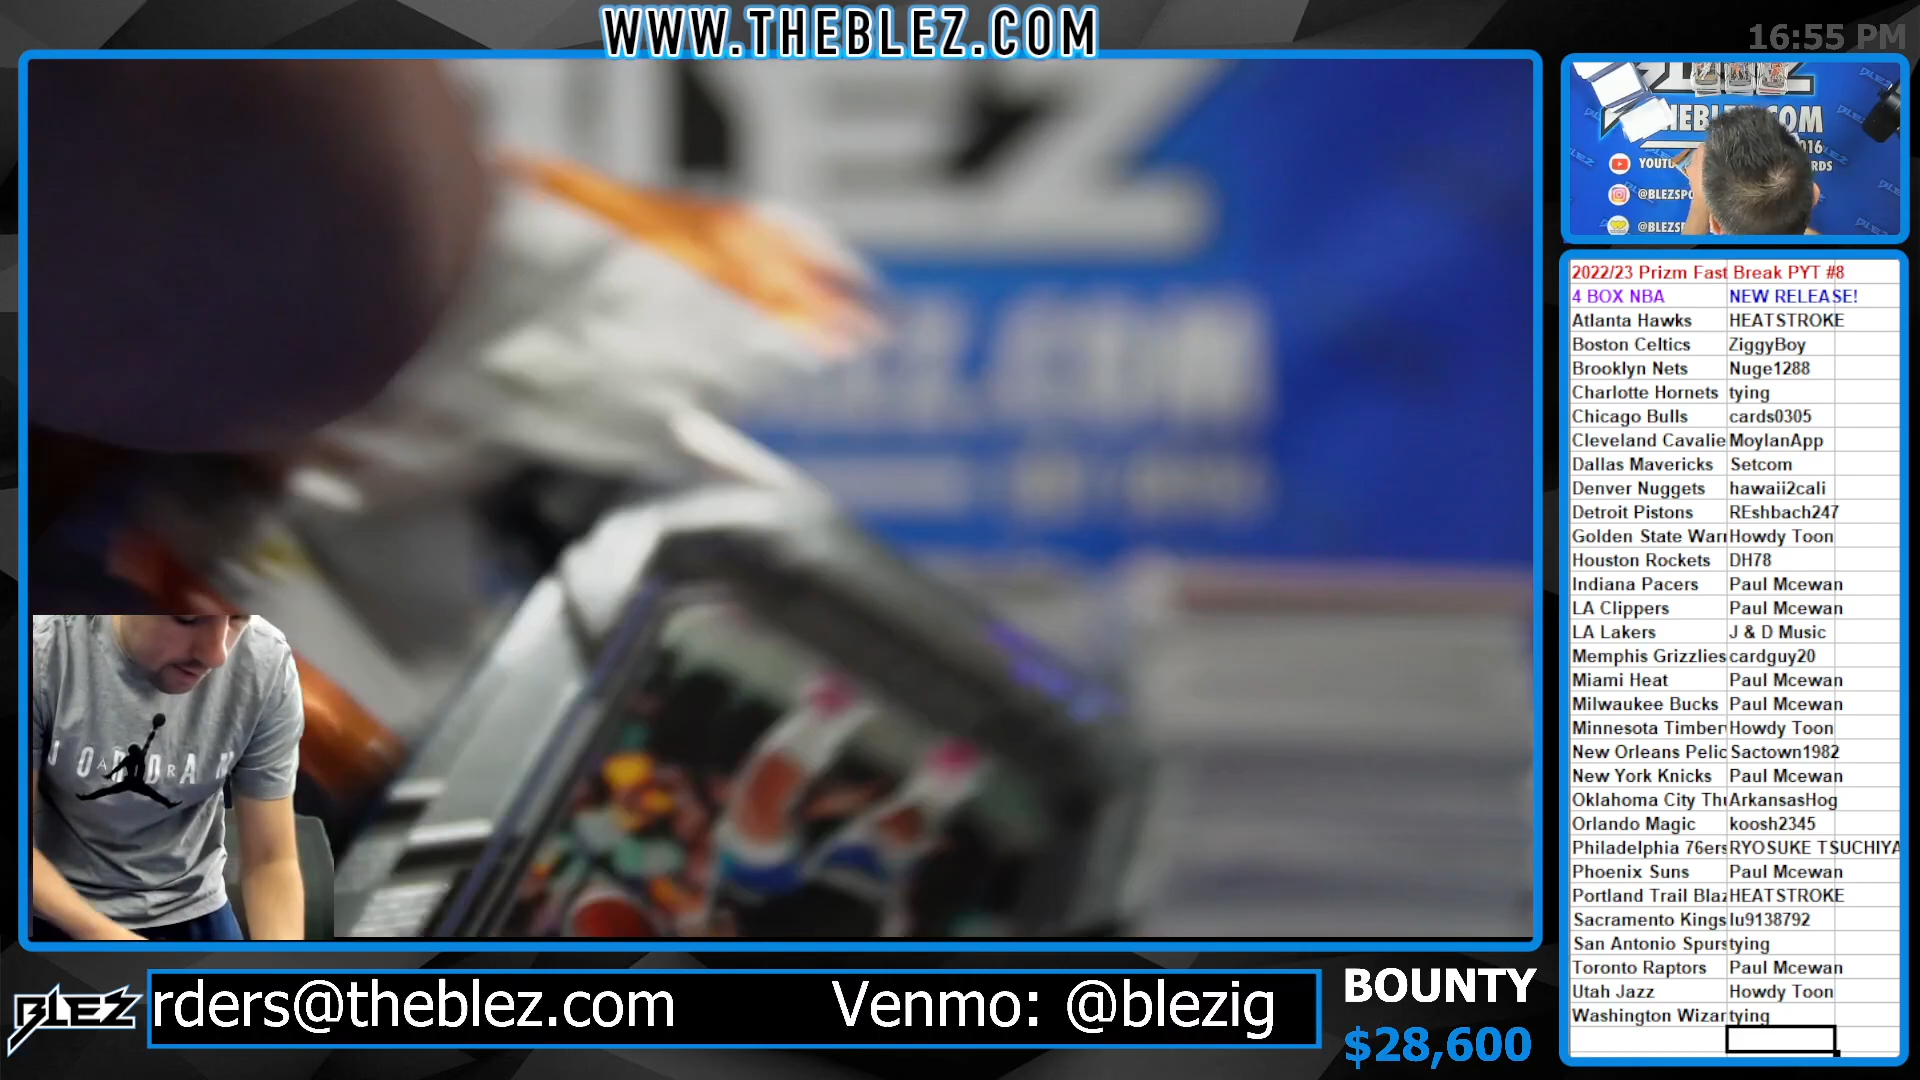 WWW.THEBLEZ.COM
16:55 PM
COM
YOUTU
@BLEZSPO
@BLEZSP
2022/23 Prizm Fast Break PYT #8
4 BOX NBA NEW RELEASE!
Atlanta Hawks HEATSTROKE
Boston Celtics ZiggyBoy
Brooklyn Nets Nuge1288
Charlotte Hornets tying
Chicago Bulls cards0305
Cleveland Cavalie MoylanApp
Dallas Mavericks Setcom
Denver Nuggets hawaii2cali
Detroit Pistons REshbach247
Golden State Warr Howdy Toon
Houston Rockets DH78
Indiana Pacers Paul Mcewan
LA Clippers Paul Mcewan
LA Lakers J & D Music
Memphis Grizzlies cardguy20
Miami Heat Paul Mcewan
Milwaukee Bucks Paul Mcewan
Minnesota Timber Howdy Toon
New Orleans Pelic Sactown1982
New York Knicks Paul Mcewan
Oklahoma City Thu ArkansasHog
Orlando Magic koosh2345
Philadelphia 76ers RYOSUKE TSUCHIYA
Phoenix Suns Paul Mcewan
Portland Trail Blaz HEATSTROKE
Sacramento Kings lu9138792
San Antonio Spurs tying
Toronto Raptors Paul Mcewan
Utah Jazz Howdy Toon
Washington Wizar tying
JORDAN
AIR
BLEZ
rders@theblez.com Venmo: @blezig
BOUNTY
$28,600